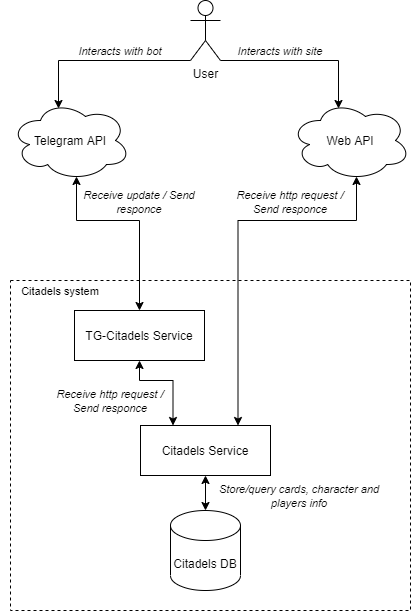 Interacts with bot
Interacts with site
User
Telegram API
Web API
Receive update / Send
responce
Receive http request /
Send responce
Citadels system
TG-Citadels Service
Receive http request /
Send responce
Citadels Service
Store/query cards, character and
players info
Citadels DB